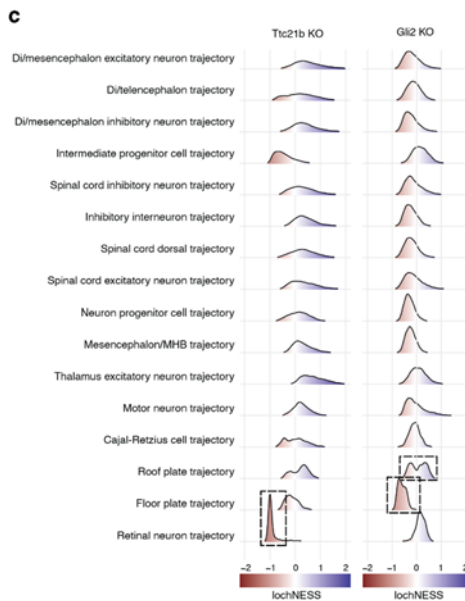 c
Ttc21b KO Gli2 KO
Di/mesencephalon excitatory neuron trajectory
Di/telencephalon trajectory
Di/mesencephalon inhibitory neuron trajectory
Intermediate progenitor cell trajectory
Spinal cord inhibitory neuron trajectory
Inhibitory interneuron trajectory
Spinal cord dorsal trajectory
Spinal cord excitatory neuron trajectory
Neuron progenitor cell trajectory
Mesencephalon/MHB trajectory
Thalamus excitatory neuron trajectory
Motor neuron trajectory
Cajal-Retzius cell trajectory
Roof plate trajectory
Floor plate trajectory
Retinal neuron trajectory
−2 −1 0 1 2 −2 −1 0 1 2
lochNESS lochNESS